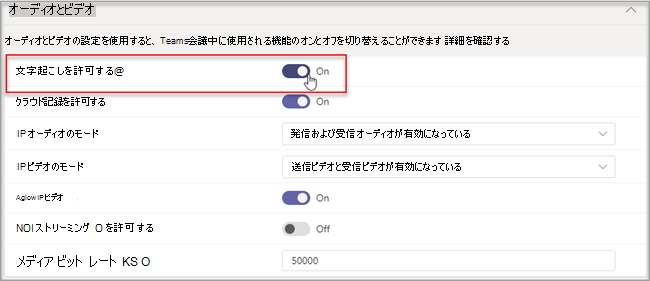 オーディオとビデオ
オーディオとビデオの設定を使用すると、Teams会議中に使用される機能のオンとオフを切り替えることができます 詳細を確認する
文字起こしを許可する@ On
クラウド記録を許可する On
IPオーディオのモード 発信および受信オーディオが有効になっている
IPビデオのモード 送信ビデオと受信ビデオが有効になっている
Aglow IPビデオ On
NOIストリーミング O を許可する Off
メディア ビット レート KS O 50000